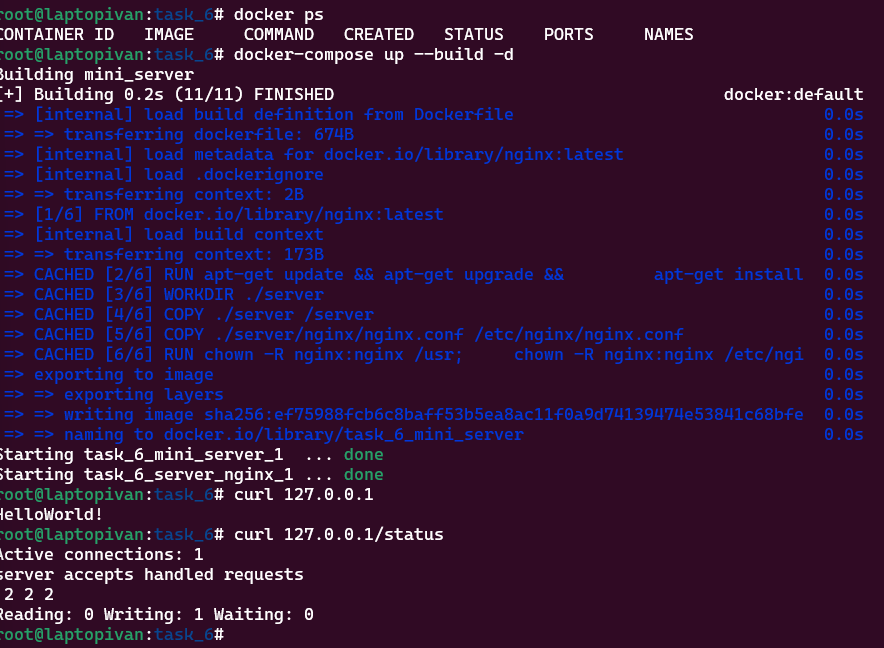 root@laptopivan:task_6# docker ps
CONTAINER ID   IMAGE     COMMAND   CREATED   STATUS    PORTS     NAMES
root@laptopivan:task_6# docker-compose up --build -d
Building mini_server
[+] Building 0.2s (11/11) FINISHED                                       docker:default
=> [internal] load build definition from Dockerfile                               0.0s
=> => transferring dockerfile: 674B                                               0.0s
=> [internal] load metadata for docker.io/library/nginx:latest                    0.0s
=> [internal] load .dockerignore                                                  0.0s
=> => transferring context: 2B                                                    0.0s
=> [1/6] FROM docker.io/library/nginx:latest                                      0.0s
=> [internal] load build context                                                  0.0s
=> => transferring context: 173B                                                  0.0s
=> CACHED [2/6] RUN apt-get update && apt-get upgrade &&         apt-get install  0.0s
=> CACHED [3/6] WORKDIR ./server                                                  0.0s
=> CACHED [4/6] COPY ./server /server                                             0.0s
=> CACHED [5/6] COPY ./server/nginx/nginx.conf /etc/nginx/nginx.conf              0.0s
=> CACHED [6/6] RUN chown -R nginx:nginx /usr;     chown -R nginx:nginx /etc/ngi  0.0s
=> exporting to image                                                             0.0s
=> => exporting layers                                                            0.0s
=> => writing image sha256:ef75988fcb6c8baff53b5ea8ac11f0a9d74139474e53841c68bfe  0.0s
=> => naming to docker.io/library/task_6_mini_server                              0.0s
Starting task_6_mini_server_1  ... done
Starting task_6_server_nginx_1 ... done
root@laptopivan:task_6# curl 127.0.0.1
HelloWorld!
root@laptopivan:task_6# curl 127.0.0.1/status
Active connections: 1
server accepts handled requests
2 2 2
Reading: 0 Writing: 1 Waiting: 0
root@laptopivan:task_6#